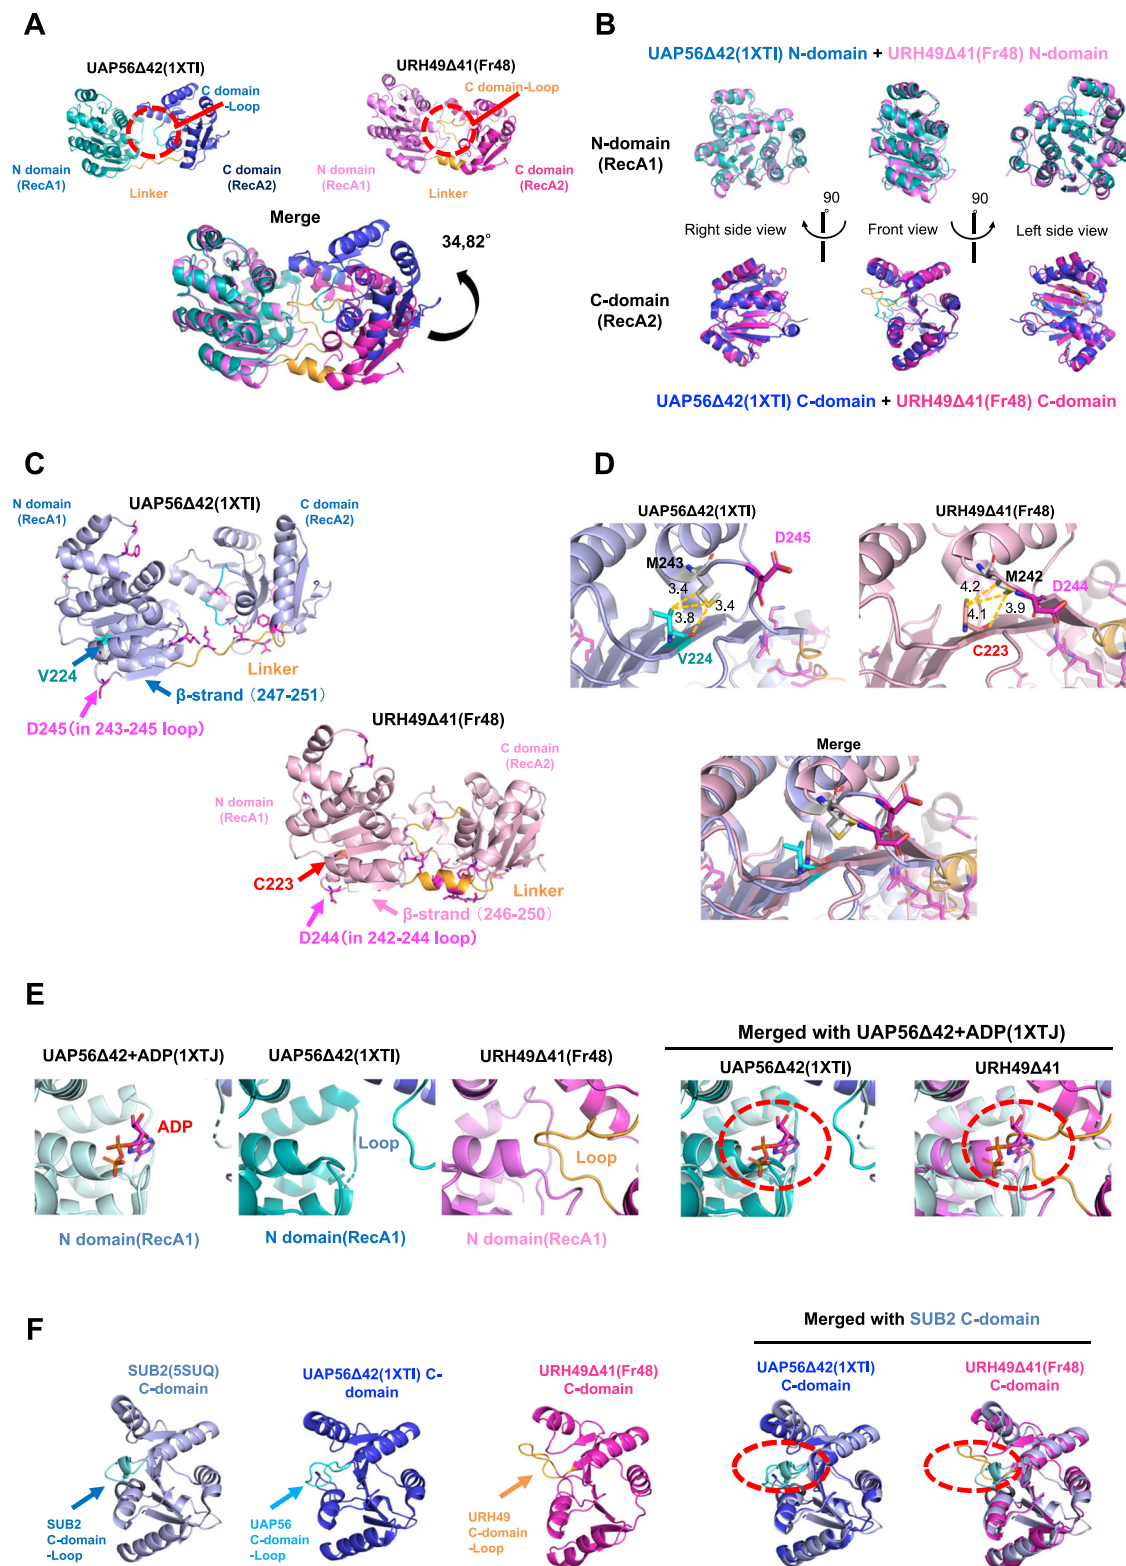 A
UAP56Δ42(1XTI)
C domain
-Loop
N domain
(RecA1)
Linker
C domain
(RecA2)
URH49Δ41(Fr48)
C domain-Loop
N domain
(RecA1)
Linker
C domain
(RecA2)
Merge
34,82°
B
UAP56Δ42(1XTI) N-domain + URH49Δ41(Fr48) N-domain
N-domain
(RecA1)
90°
90°
Right side view
Front view
Left side view
C-domain
(RecA2)
UAP56Δ42(1XTI) C-domain + URH49Δ41(Fr48) C-domain
C
N domain
(RecA1)
UAP56Δ42(1XTI)
C domain
(RecA2)
V224
Linker
β-strand (247-251)
D245(in 243-245 loop)
URH49Δ41(Fr48)
C domain
(RecA2)
N domain
(RecA1)
C223
Linker
β-strand (246-250)
D244(in 242-244 loop)
D
UAP56Δ42(1XTI)
D245
M243
3.4
3.4
3.8
V224
URH49Δ41(Fr48)
M242
D244
4.2
4.1
3.9
C223
Merge
E
UAP56Δ42+ADP(1XTJ)
ADP
N domain(RecA1)
UAP56Δ42(1XTI)
Loop
N domain(RecA1)
URH49Δ41(Fr48)
Loop
N domain(RecA1)
Merged with UAP56Δ42+ADP(1XTJ)
UAP56Δ42(1XTI)
URH49Δ41
F
SUB2(5SUQ)
C-domain
SUB2
C-domain
-Loop
UAP56Δ42(1XTI) C-
domain
UAP56
C-domain
-Loop
URH49Δ41(Fr48)
C-domain
URH49
C-domain
-Loop
Merged with SUB2 C-domain
UAP56Δ42(1XTI)
C-domain
URH49Δ41(Fr48)
C-domain